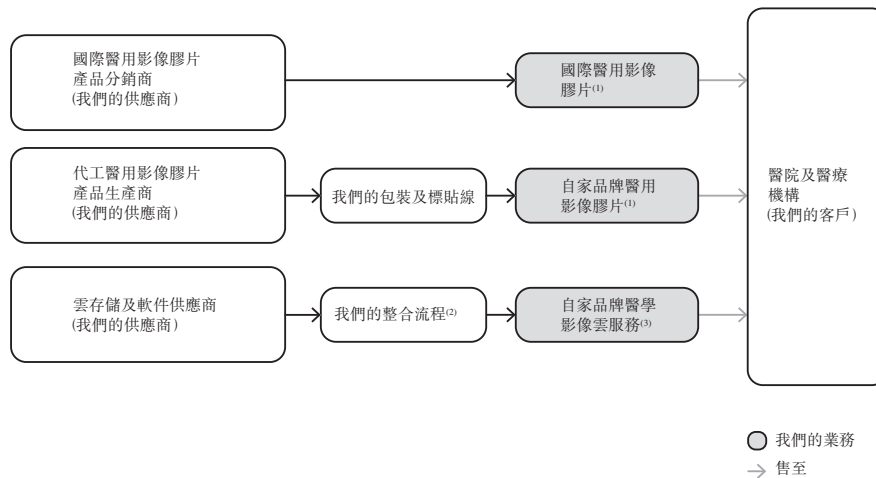 國際醫用影像膠片
產品分銷商
(我們的供應商)
國際醫用影像
膠片(1)
代工醫用影像膠片
產品生產商
(我們的供應商)
我們的包裝及標貼線
自家品牌醫用
影像膠片(1)
醫院及醫療
機構
(我們的客戶)
雲存儲及軟件供應商
(我們的供應商)
我們的整合流程(2)
自家品牌醫學
影像雲服務(3)
我們的業務
售至